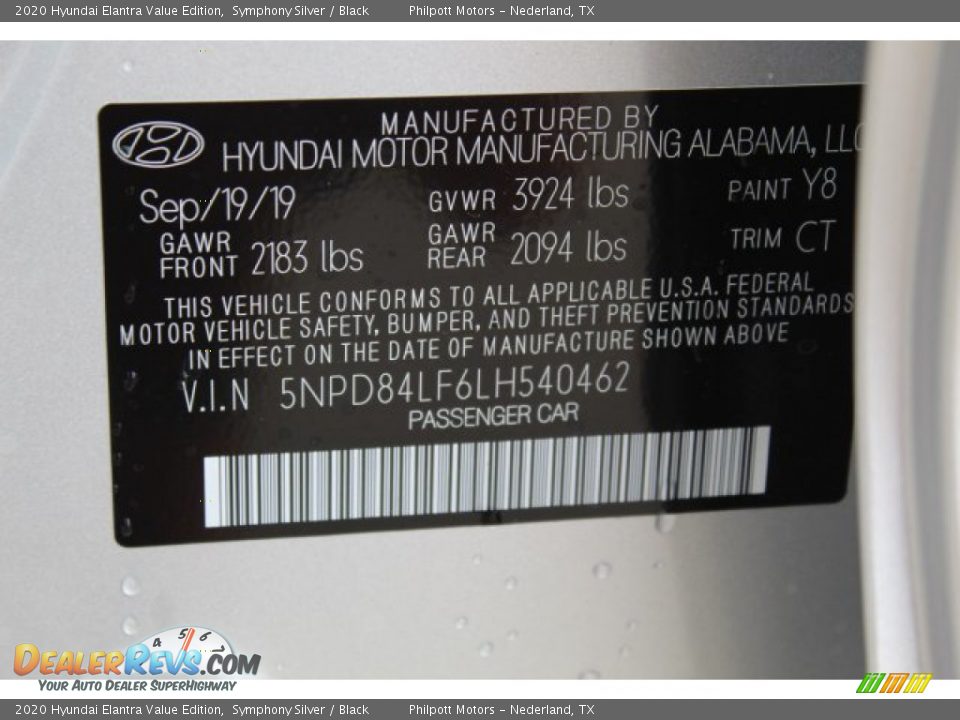 2020 Hyundai Elantra Value Edition, Symphony Silver / Black Philpott Motors - Nederland, TX
MANUFACTURED BY
HYUNDAI MOTOR MANUFACTURING ALABAMA, LLC
Sep/19/19 GVWR 3924 lbs PAINT Y8
GAWR FRONT 2183 lbs GAWR REAR 2094 lbs TRIM CT
THIS VEHICLE CONFORMS TO ALL APPLICABLE U.S.A. FEDERAL
MOTOR VEHICLE SAFETY, BUMPER, AND THEFT PREVENTION STANDARDS
IN EFFECT ON THE DATE OF MANUFACTURE SHOWN ABOVE
V.I.N 5NPD84LF6LH540462
PASSENGER CAR
4 5 6
DEALERREVS.COM
YOUR AUTO DEALER SUPERHIGHWAY
2020 Hyundai Elantra Value Edition, Symphony Silver / Black Philpott Motors - Nederland, TX